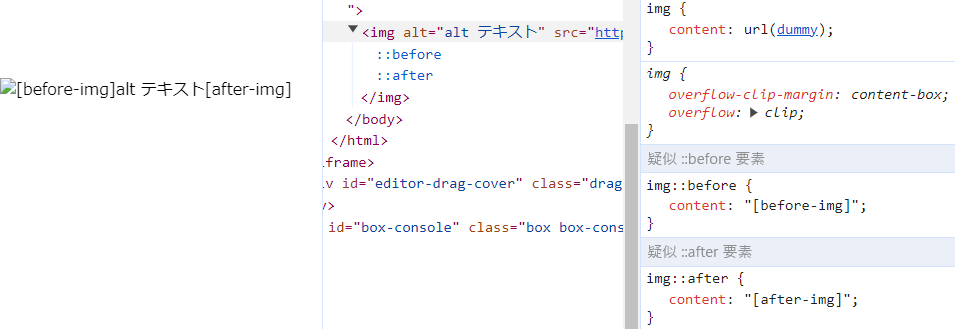 [before-img]alt テキスト[after-img]
">
<img alt="alt テキスト" src="http
::before
::after
</img>
</body>
</html>
iframe>
iv id="editor-drag-cover" class="drag
v>
id="box-console" class="box box-cons
img {
content: url(dummy);
}
img {
overflow-clip-margin: content-box;
overflow: clip;
}
疑似 ::before 要素
img::before {
content: "[before-img]";
}
疑似 ::after 要素
img::after {
content: "[after-img]";
}